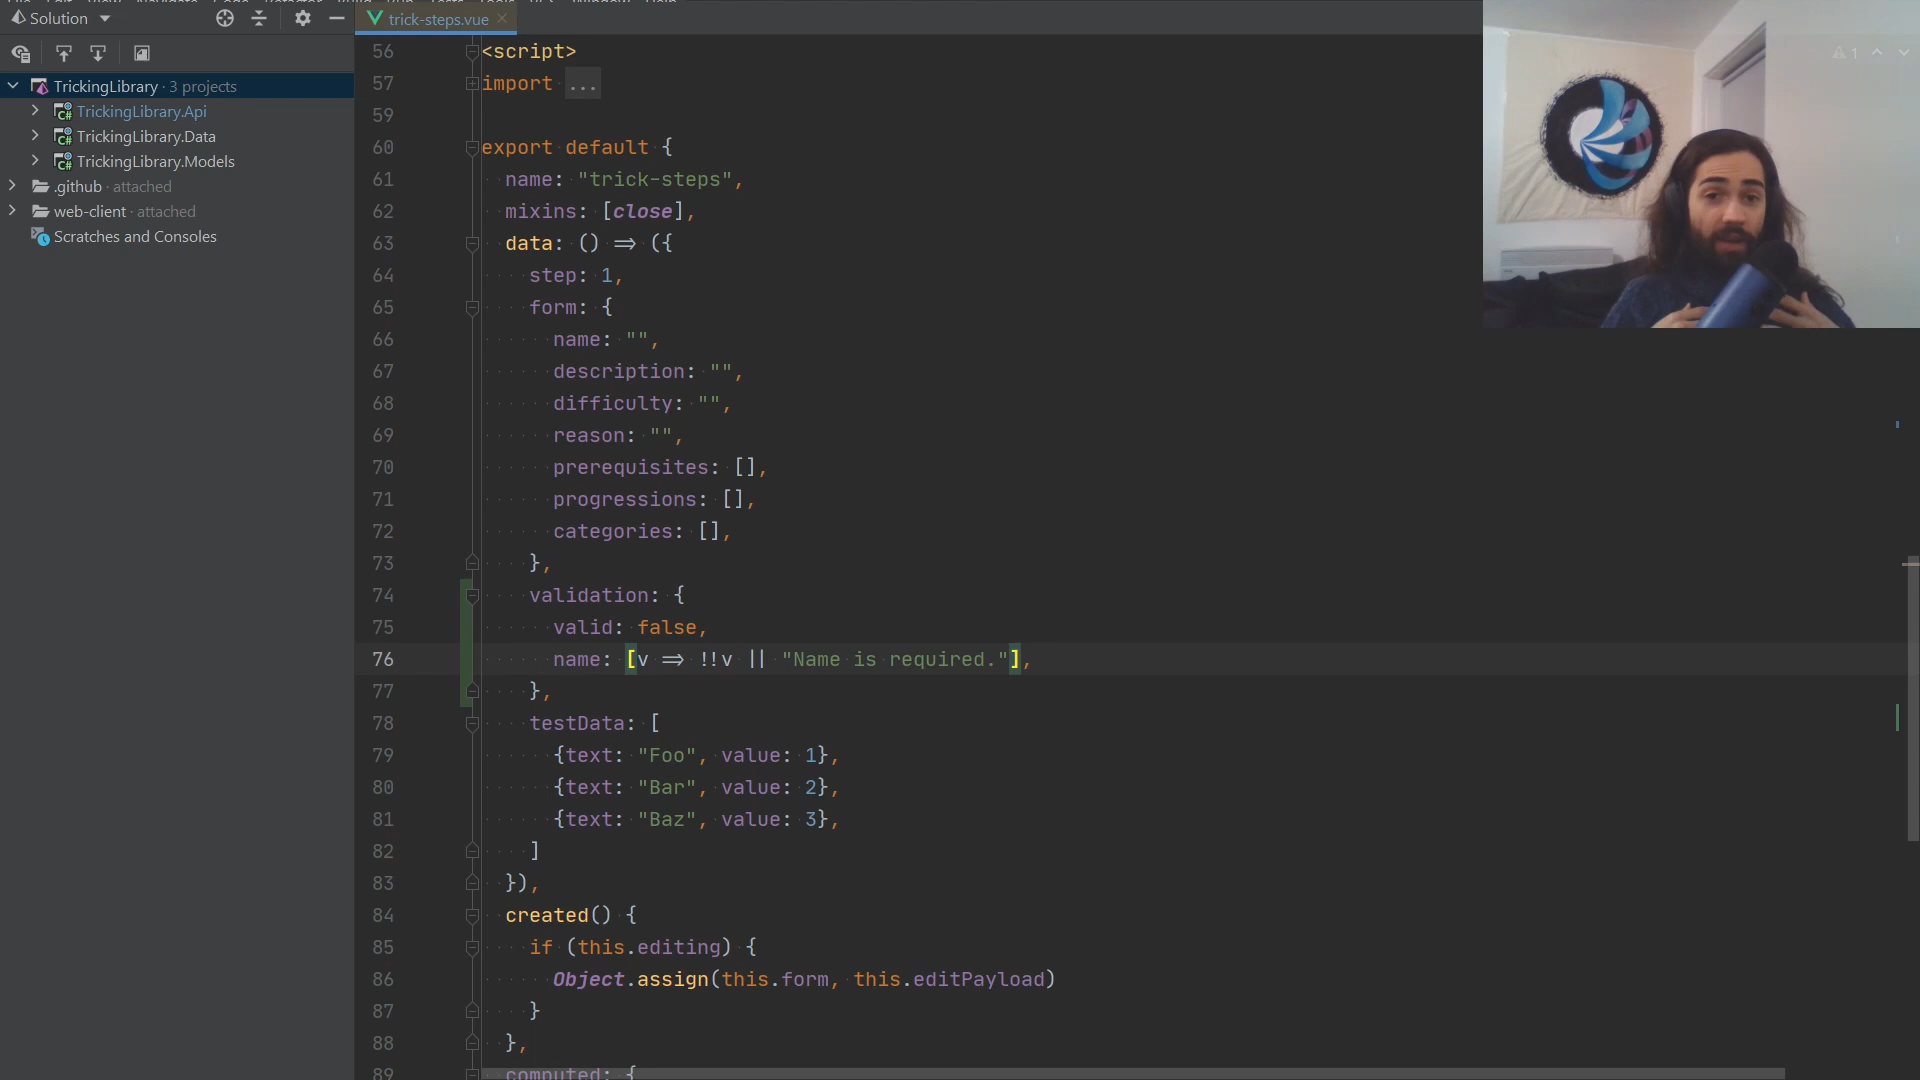 Solution
trick-steps.vue
TrickingLibrary · 3 projects
TrickingLibrary.Api
TrickingLibrary.Data
TrickingLibrary.Models
.github · attached
web-client · attached
Scratches and Consoles
1
56 <script>
57 import ...
59
60 export default {
61 name: "trick-steps",
62 mixins: [close],
63 data: () => ({
64 step: 1,
65 form: {
66 name: "",
67 description: "",
68 difficulty: "",
69 reason: "",
70 prerequisites: [],
71 progressions: [],
72 categories: [],
73 },
74 validation: {
75 valid: false,
76 name: [v => !!v || "Name is required."],
77 },
78 testData: [
79 {text: "Foo", value: 1},
80 {text: "Bar", value: 2},
81 {text: "Baz", value: 3},
82 ]
83 }),
84 created() {
85 if (this.editing) {
86 Object.assign(this.form, this.editPayload)
87 }
88 },
89 computed: {